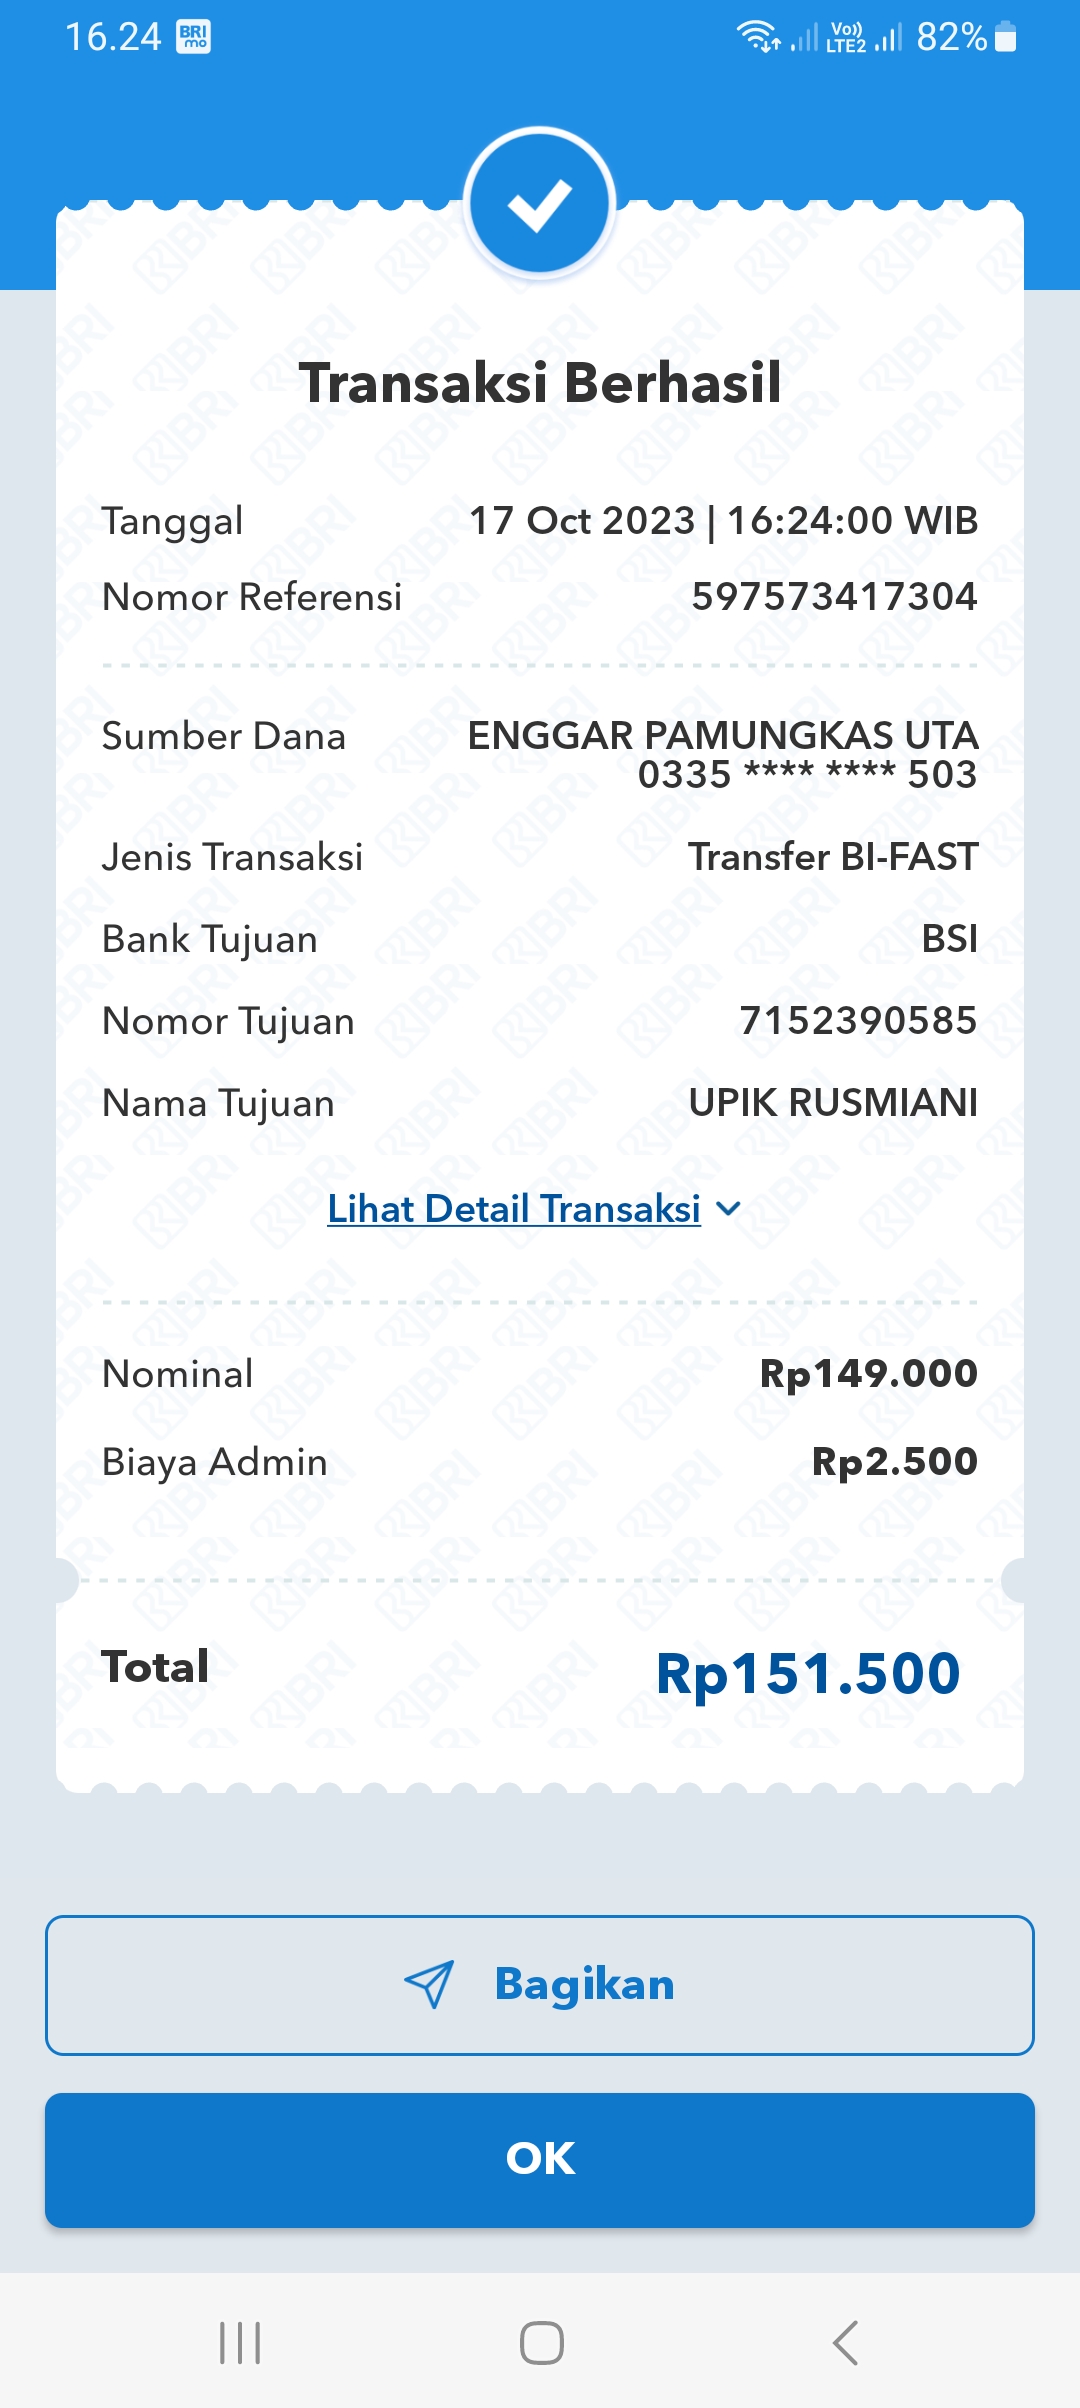 16.24 BRI mo Vo)) LTE2 82%
Transaksi Berhasil
Tanggal 17 Oct 2023 | 16:24:00 WIB
Nomor Referensi 597573417304
Sumber Dana ENGGAR PAMUNGKAS UTA
0335 **** **** 503
Jenis Transaksi Transfer BI-FAST
Bank Tujuan BSI
Nomor Tujuan 7152390585
Nama Tujuan UPIK RUSMIANI
Lihat Detail Transaksi
Nominal Rp149.000
Biaya Admin Rp2.500
Total Rp151.500
Bagikan
OK